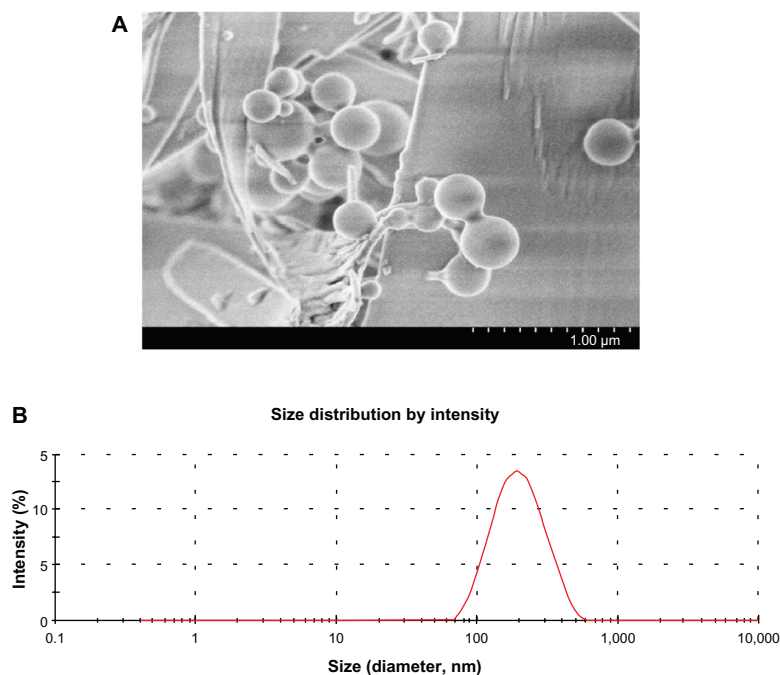 A
1.00 µm
B
Size distribution by intensity
Intensity (%)
5
10
5
0
0.1 1 10 100 1,000 10,000
Size (diameter, nm)